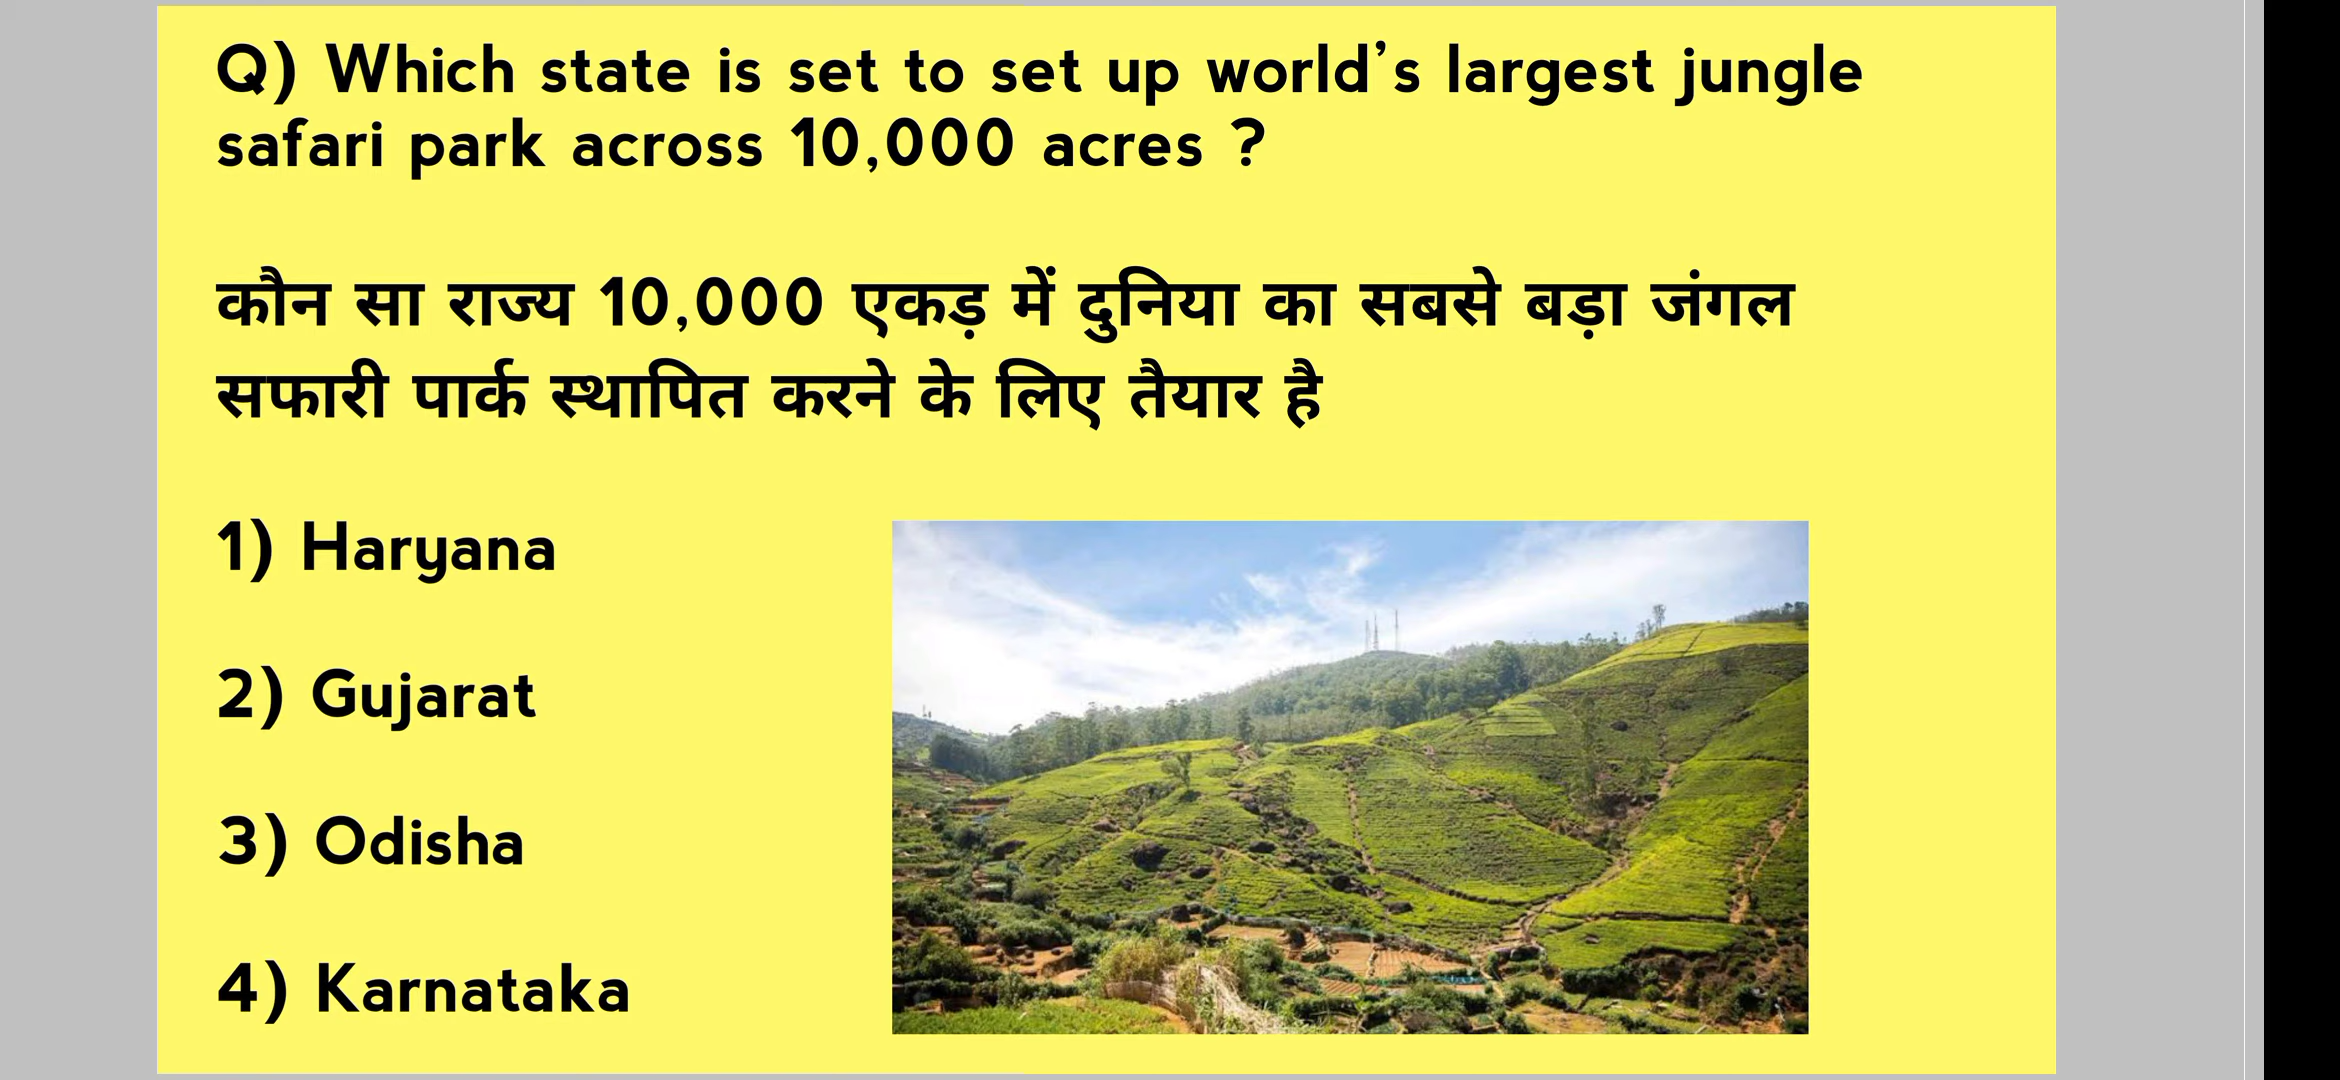 Q) Which state is set to set up world’s largest jungle
safari park across 10,000 acres ?
कौन सा राज्य 10,000 एकड़ में दुनिया का सबसे बड़ा जंगल
सफारी पार्क स्थापित करने के लिए तैयार है
1) Haryana
2) Gujarat
3) Odisha
4) Karnataka